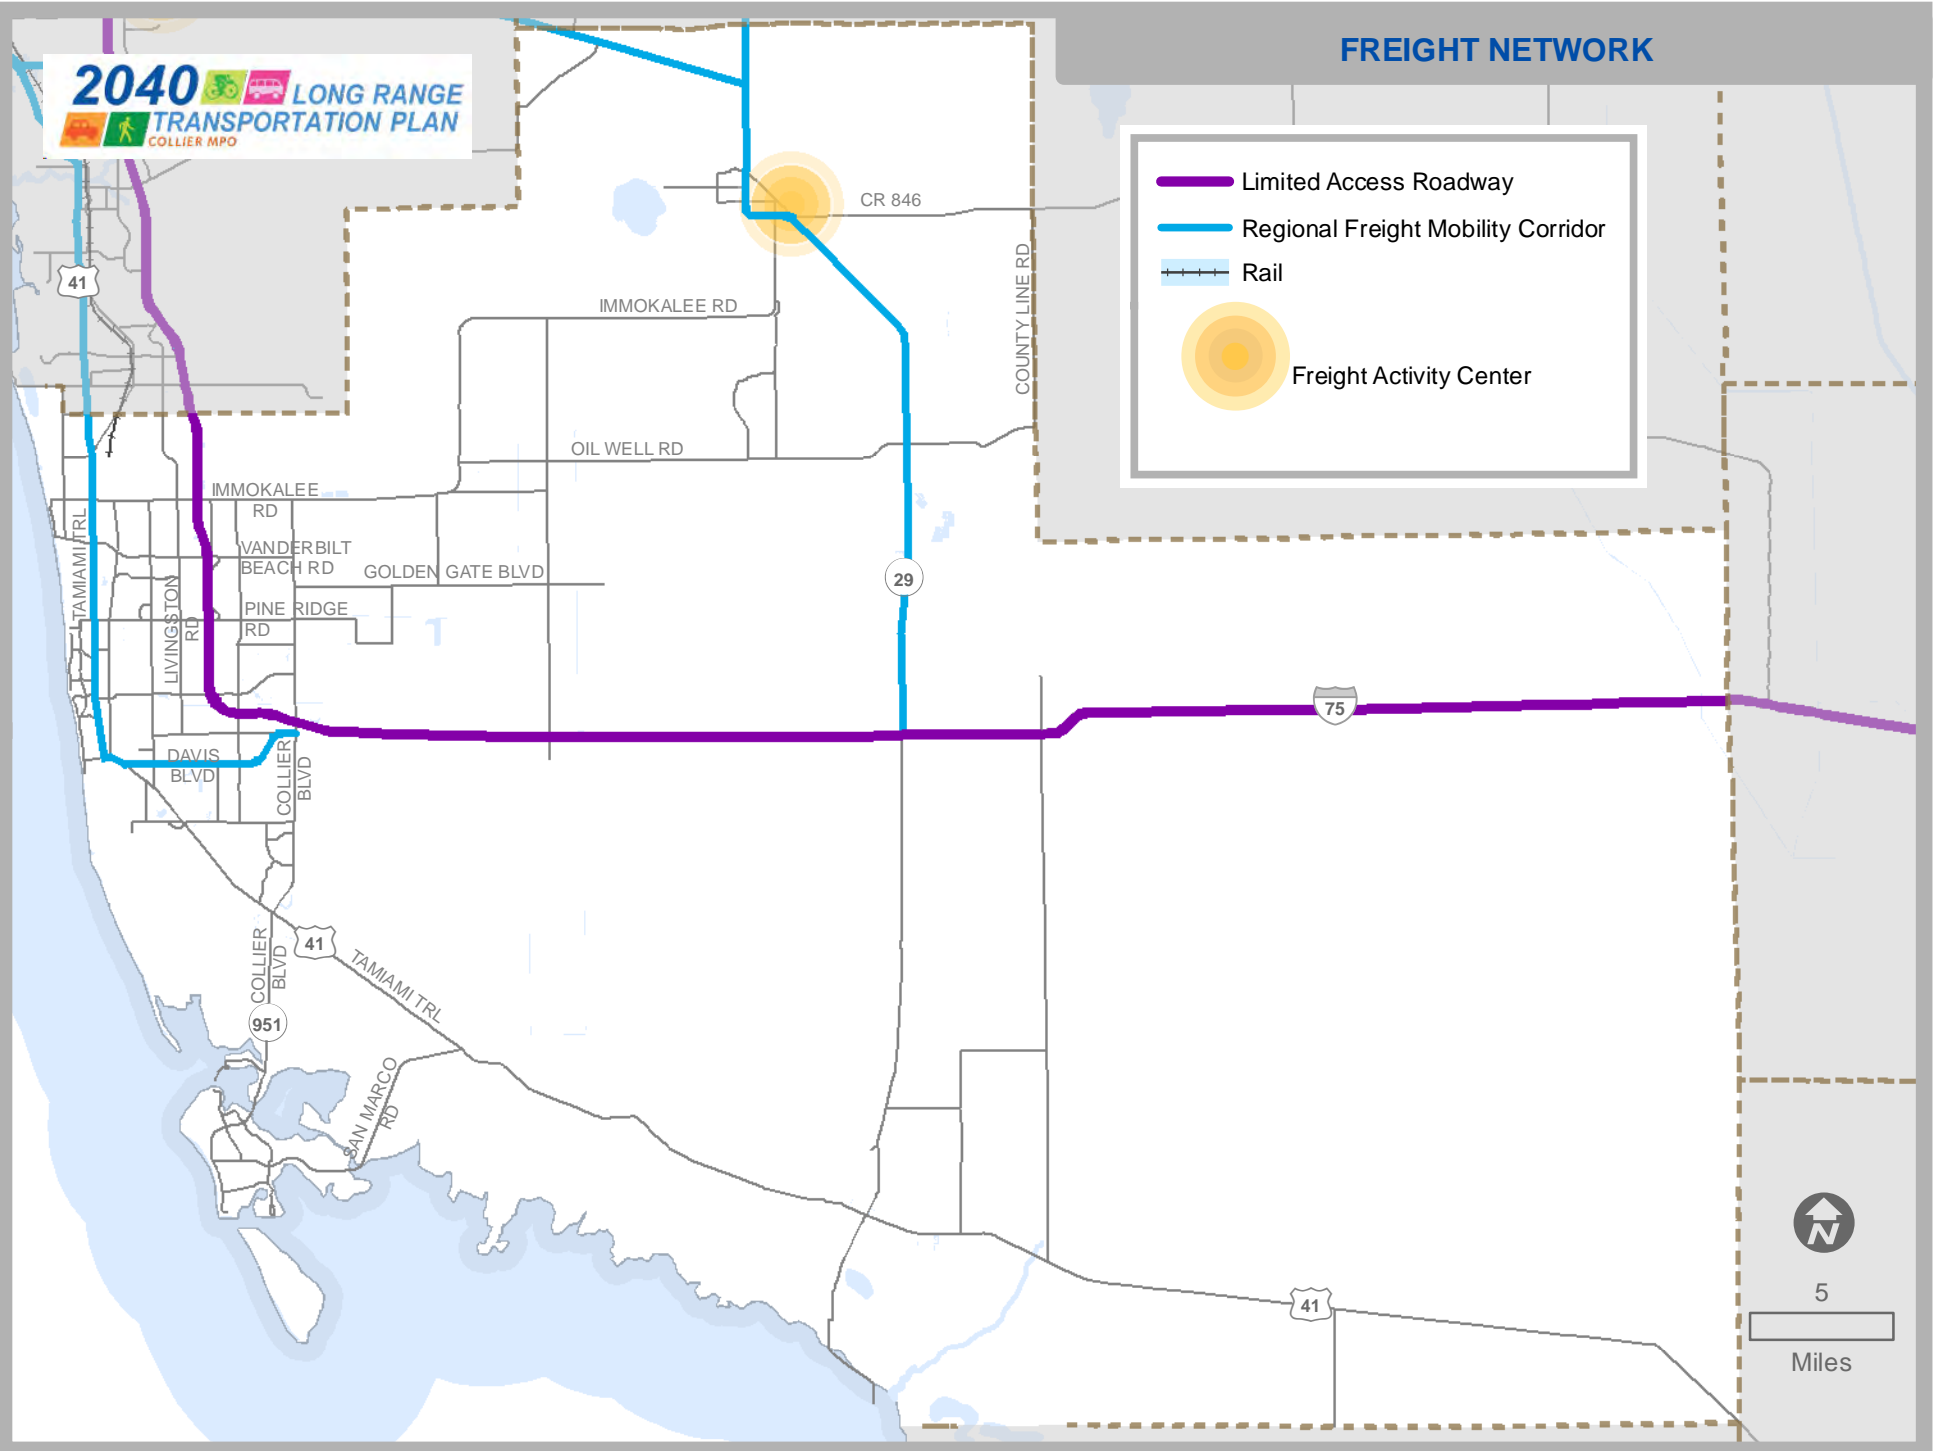 FREIGHT NETWORK
2040 LONG RANGE
TRANSPORTATION PLAN
COLLIER MPO
Limited Access Roadway
Regional Freight Mobility Corridor
Rail
Freight Activity Center
CR 846
41
IMMOKALEE RD
COUNTY LINE RD
OIL WELL RD
IMMOKALEE
RD
TAMIAMI TRL
VANDERBILT
BEACH RD
GOLDEN GATE BLVD
29
LIVINGSTON
RD
PINE RIDGE
RD
75
DAVIS
BLVD
COLLIER
BLVD
COLLIER
BLVD
41
TAMIAMI TRL
951
SAN MARCO
RD
41
N
5
Miles